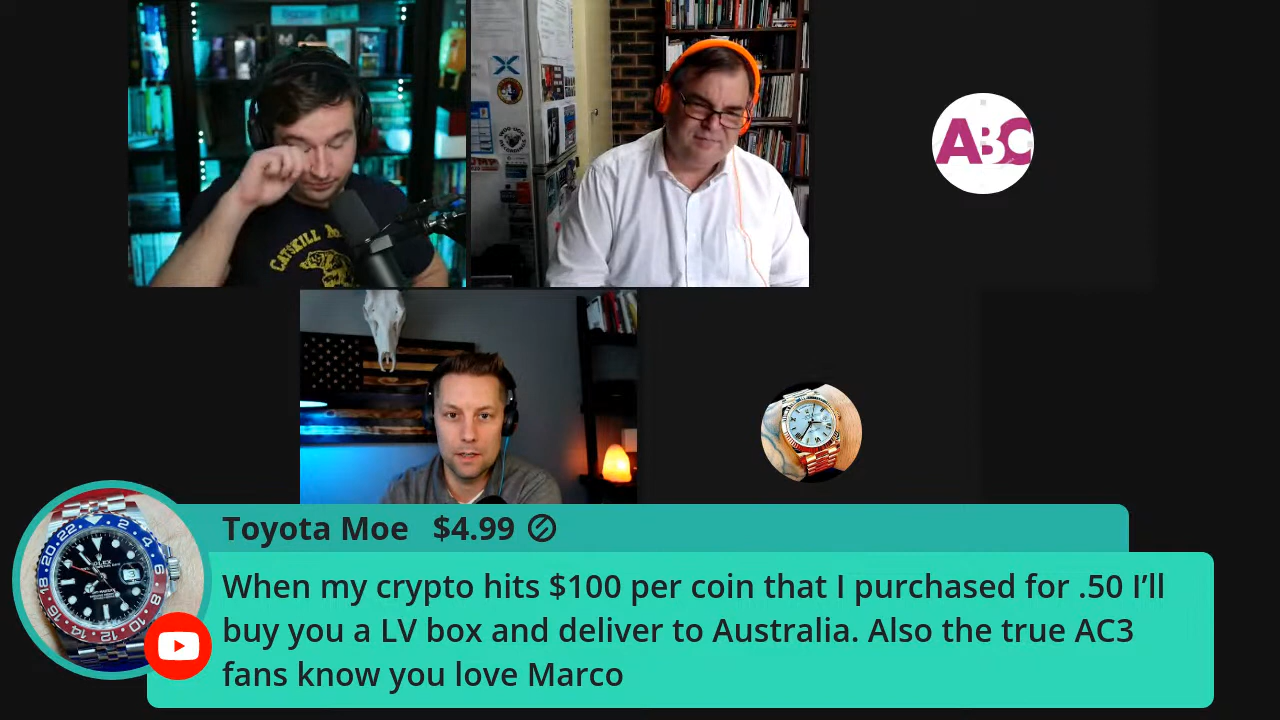 CATSKILL
ABC
Toyota Moe $4.99
When my crypto hits $100 per coin that I purchased for .50 I’ll
buy you a LV box and deliver to Australia. Also the true AC3
fans know you love Marco